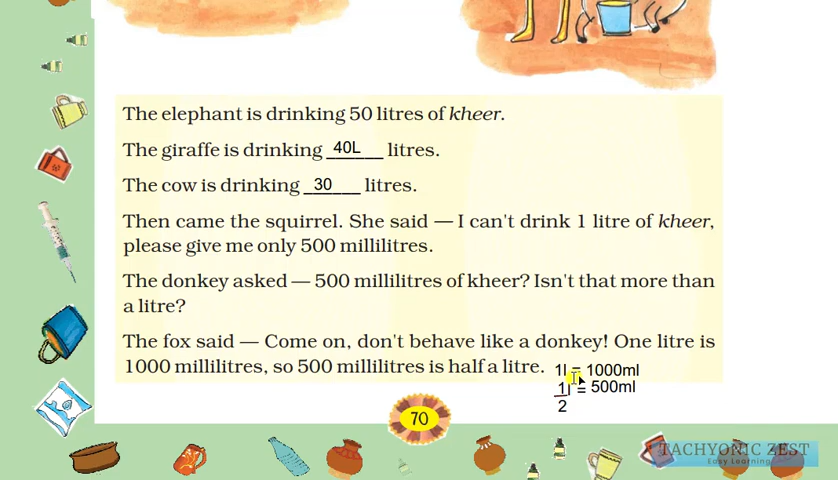 The elephant is drinking 50 litres of kheer.
The giraffe is drinking 40L litres.
The cow is drinking 30 litres.
Then came the squirrel. She said — I can't drink 1 litre of kheer,
please give me only 500 millilitres.
The donkey asked — 500 millilitres of kheer? Isn't that more than
a litre?
The fox said — Come on, don't behave like a donkey! One litre is
1000 millilitres, so 500 millilitres is half a litre.
1l = 1000ml
1l = 500ml
2
70
TACHYONIC ZEST
Easy Learning